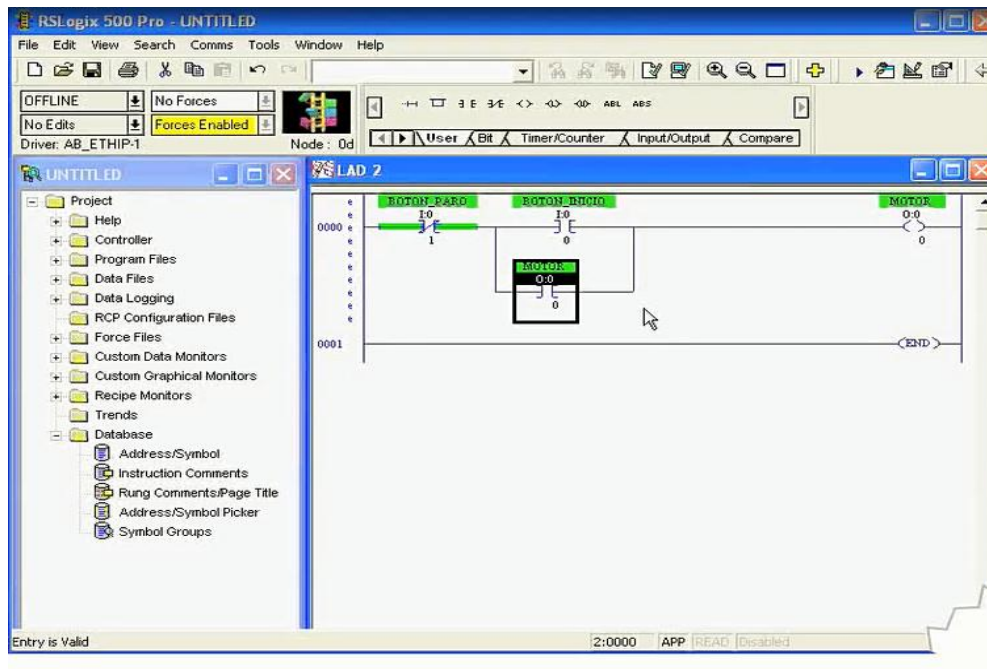 RSLogix 500 Pro - UNTITLED
File Edit View Search Comms Tools Window Help
OFFLINE No Forces
No Edits Forces Enabled
Driver: AB_ETHIP-1 Node : 0d
ABL ABS
User Bit Timer/Counter Input/Output Compare
UNTITLED
Project
Help
Controller
Program Files
Data Files
Data Logging
RCP Configuration Files
Force Files
Custom Data Monitors
Custom Graphical Monitors
Recipe Monitors
Trends
Database
Address/Symbol
Instruction Comments
Rung Comments/Page Title
Address/Symbol Picker
Symbol Groups
LAD 2
e BOTON_PARO BOTON_INICIO MOTOR
e I:0 I:0 O:0
0000 e
e 1 0 0
e
e
e MOTOR
e O:0
e
e 0
e
0001 END
Entry is Valid 2:0000 APP READ Disabled